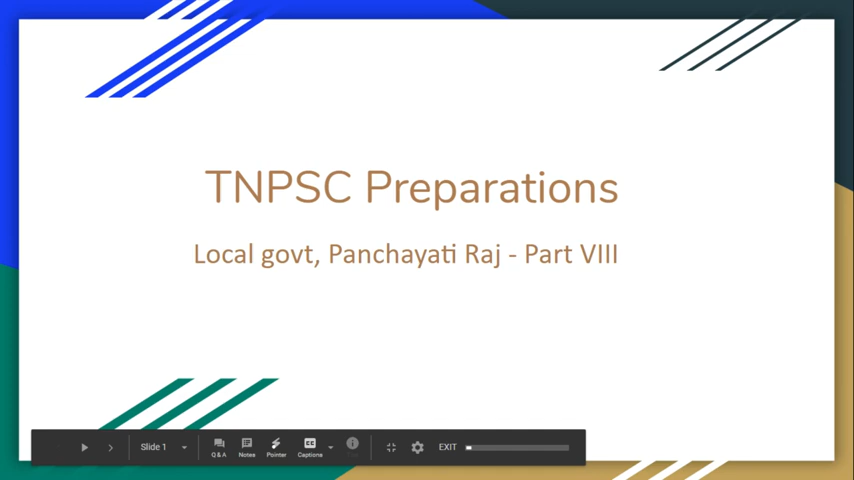 TNPSC Preparations
Local govt, Panchayati Raj - Part VIII
Slide 1
Q & A
Notes
Pointer
Captions
EXIT